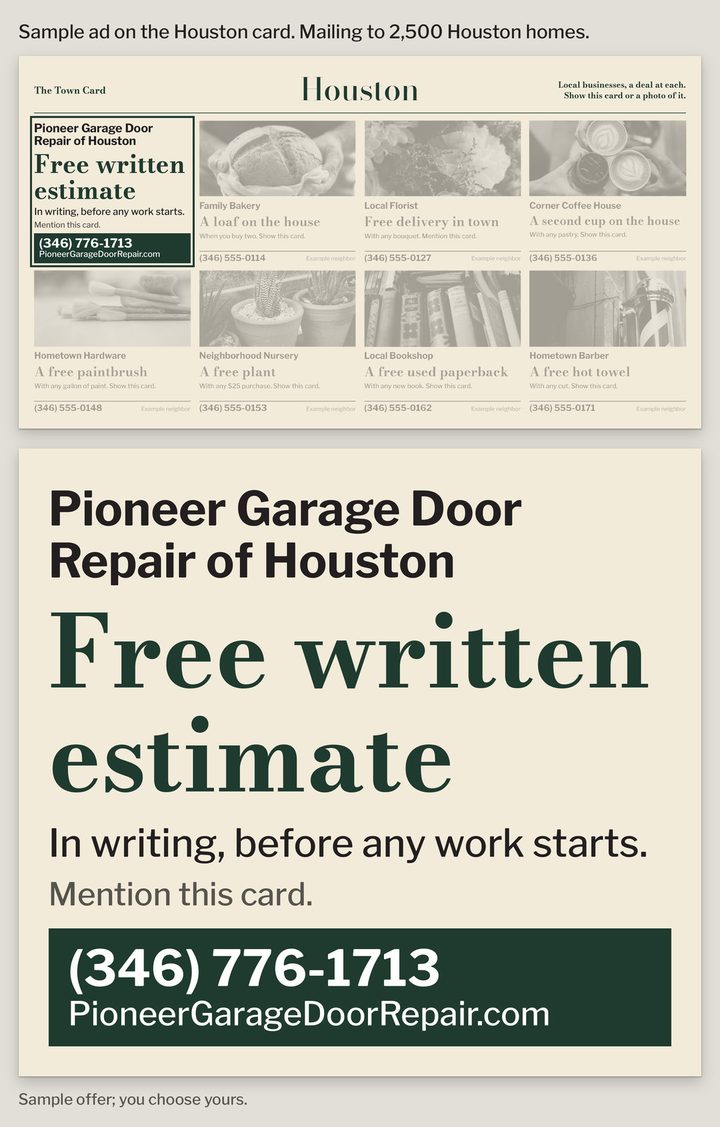 Sample ad on the Houston card. Mailing to 2,500 Houston homes.
The Town Card
Houston
Local businesses, a deal at each.
Show this card or a photo of it.
Pioneer Garage Door
Repair of Houston
Free written
estimate
In writing, before any work starts.
Mention this card.
(346) 776-1713
PioneerGarageDoorRepair.com
Family Bakery
A loaf on the house
When you buy two. Show this card.
(346) 555-0114
Example neighbor
Local Florist
Free delivery in town
With any bouquet. Mention this card.
(346) 555-0127
Example neighbor
Corner Coffee House
A second cup on the house
With any pastry. Show this card.
(346) 555-0136
Example neighbor
Hometown Hardware
A free paintbrush
With any gallon of paint. Show this card.
(346) 555-0148
Example neighbor
Neighborhood Nursery
A free plant
With any $25 purchase. Show this card.
(346) 555-0153
Example neighbor
Local Bookshop
A free used paperback
With any new book. Show this card.
(346) 555-0162
Example neighbor
Hometown Barber
A free hot towel
With any cut. Show this card.
(346) 555-0171
Example neighbor
Pioneer Garage Door
Repair of Houston
Free written
estimate
In writing, before any work starts.
Mention this card.
(346) 776-1713
PioneerGarageDoorRepair.com
Sample offer; you choose yours.